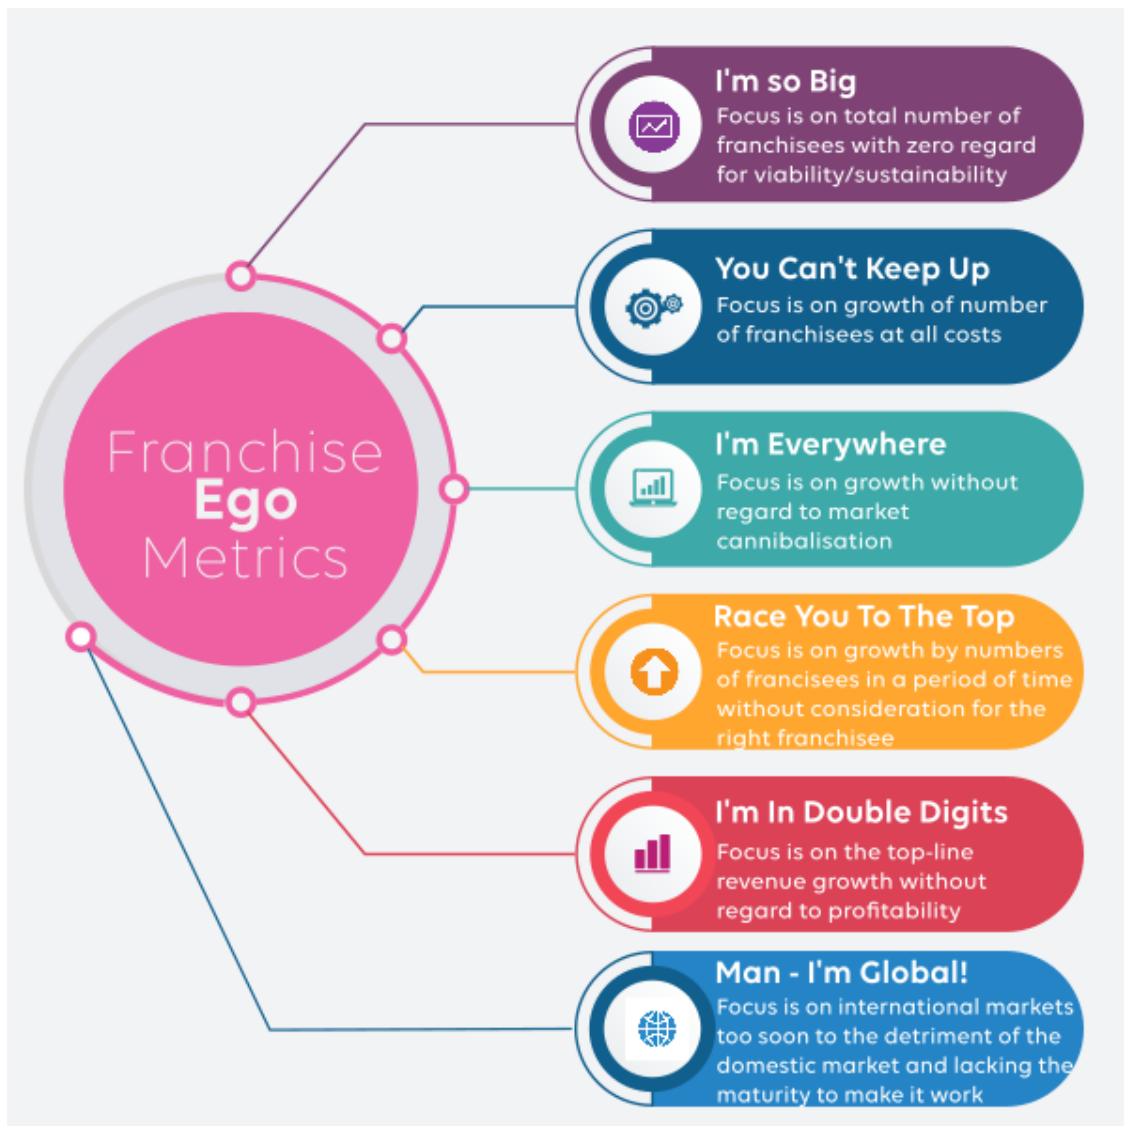 Franchise
Ego
Metrics
I'm so Big
Focus is on total number of
franchisees with zero regard
for viability/sustainability
You Can't Keep Up
Focus is on growth of number
of franchisees at all costs
I'm Everywhere
Focus is on growth without
regard to market
cannibalisation
Race You To The Top
Focus is on growth by numbers
of francisees in a period of time
without consideration for the
right franchisee
I'm In Double Digits
Focus is on the top-line
revenue growth without
regard to profitability
Man - I'm Global!
Focus is on international markets
too soon to the detriment of the
domestic market and lacking the
maturity to make it work